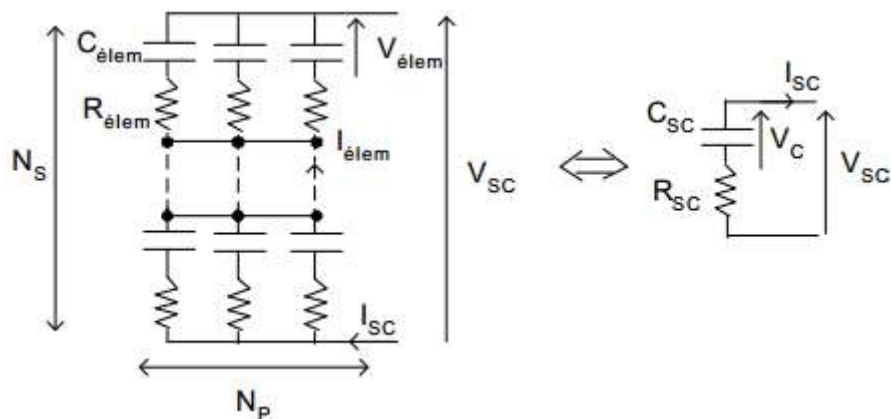 C_élem
V_élem
R_élem
I_élem
N_S
V_SC
I_SC
N_P
I_SC
C_SC
V_C
V_SC
R_SC